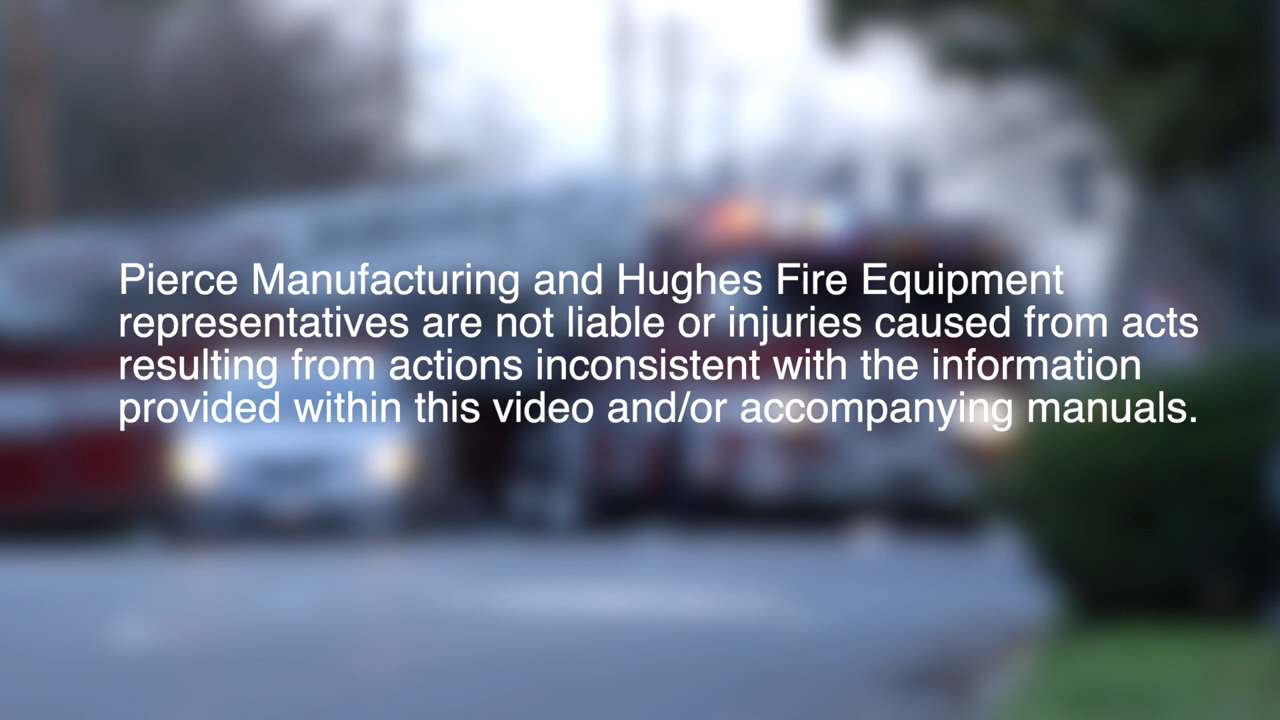 Pierce Manufacturing and Hughes Fire Equipment
representatives are not liable or injuries caused from acts
resulting from actions inconsistent with the information
provided within this video and/or accompanying manuals.